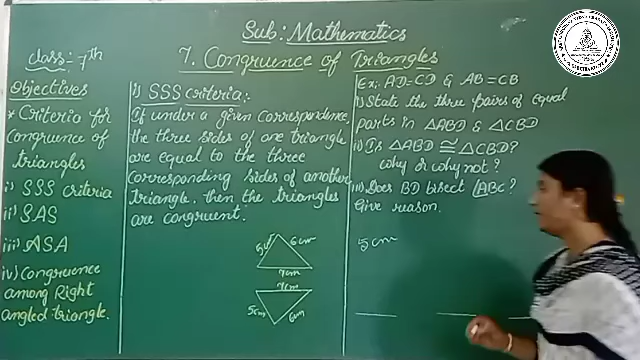 Sub: Mathematics
class: 7th
7. Congruence of Triangles
Objectives
* Criteria for
congruence of
triangles
i) SSS criteria
ii) SAS
iii) ASA
iv) Congruence
among Right
angled triangle.
i) SSS criteria:
If under a given correspondence,
the three sides of one triangle
are equal to the three
corresponding sides of another
triangle, then the triangles
are congruent.
5cm 6cm
7cm
7cm
5cm 6cm
Ex: AD=CD & AB=CB
i) State the three pairs of equal
parts in △ABD & △CBD
ii) Is △ABD ≅ △CBD?
why or why not?
iii) Does BD bisect ∠ABC?
Give reason.
5cm